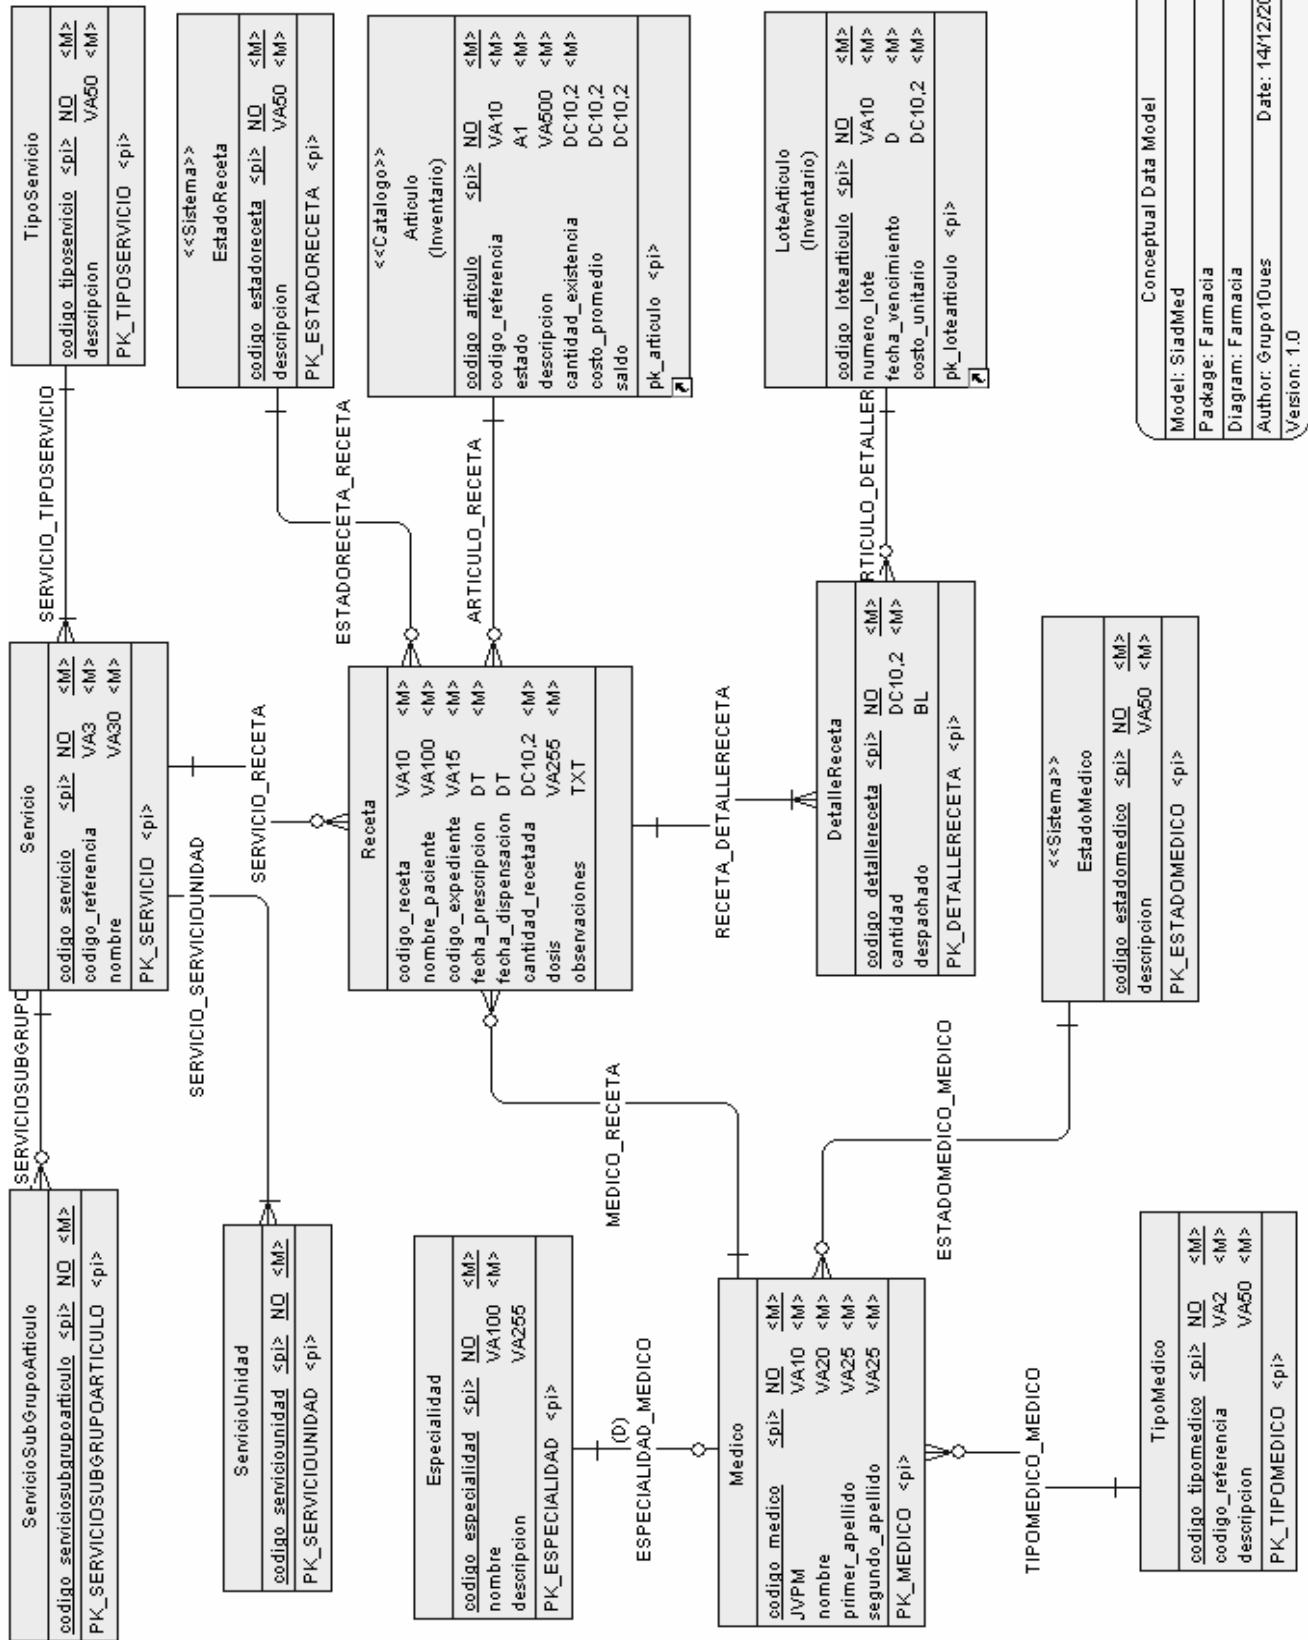 ServicioSubGrupoArticulo
codigo_serviciosubgrupoarticulo <pi> NO <M>
PK_SERVICIOSUBGRUPOARTICULO <pi>
SERVICIOSUBGRUPO
Servicio
codigo_servicio <pi> NO <M>
codigo_referencia VA3 <M>
nombre VA30 <M>
PK_SERVICIO <pi>
SERVICIO_TIPOSERVICIO
TipoServicio
codigo_tiposervicio <pi> NO <M>
descripcion VA50 <M>
PK_TIPOSERVICIO <pi>
SERVICIO_SERVICIOUNIDAD
ServicioUnidad
codigo_serviciounidad <pi> NO <M>
PK_SERVICIOUNIDAD <pi>
SERVICIO_RECETA
ESTADORECETA_RECETA
<<Sistema>>
EstadoReceta
codigo_estadoreceta <pi> NO <M>
descripcion VA50 <M>
PK_ESTADORECETA <pi>
Receta
codigo_receta VA10 <M>
nombre_paciente VA100 <M>
codigo_expediente VA15 <M>
fecha_prescripcion DT <M>
fecha_dispensacion DT
cantidad_recetada DC10,2 <M>
dosis VA255 <M>
observaciones TXT
ARTICULO_RECETA
<<Catalogo>>
Articulo
(Inventario)
codigo_articulo <pi> NO <M>
codigo_referencia VA10 <M>
estado A1 <M>
descripcion VA500 <M>
cantidad_existencia DC10,2 <M>
costo_promedio DC10,2
saldo DC10,2
pk_articulo <pi>
Especialidad
codigo_especialidad <pi> NO <M>
nombre VA100 <M>
descripcion VA255
PK_ESPECIALIDAD <pi>
(D)
ESPECIALIDAD_MEDICO
MEDICO_RECETA
RECETA_DETALLERECETA
Medico
codigo_medico <pi> NO <M>
JVPM VA10 <M>
nombre VA20 <M>
primer_apellido VA25 <M>
segundo_apellido VA25 <M>
PK_MEDICO <pi>
DetalleReceta
codigo_detallereceta <pi> NO <M>
cantidad DC10,2 <M>
despachado BL
PK_DETALLERECETA <pi>
RTICULO_DETALLER
LoteArticulo
(Inventario)
codigo_lotearticulo <pi> NO <M>
numero_lote VA10 <M>
fecha_vencimiento D <M>
costo_unitario DC10,2 <M>
pk_lotearticulo <pi>
ESTADOMEDICO_MEDICO
<<Sistema>>
EstadoMedico
codigo_estadomedico <pi> NO <M>
descripcion VA50 <M>
PK_ESTADOMEDICO <pi>
TIPOMEDICO_MEDICO
TipoMedico
codigo_tipomedico <pi> NO <M>
codigo_referencia VA2 <M>
descripcion VA50 <M>
PK_TIPOMEDICO <pi>
Conceptual Data Model
Model: SiadMed
Package: Farmacia
Diagram: Farmacia
Author: Grupo10ues Date: 14/12/20
Version: 1.0